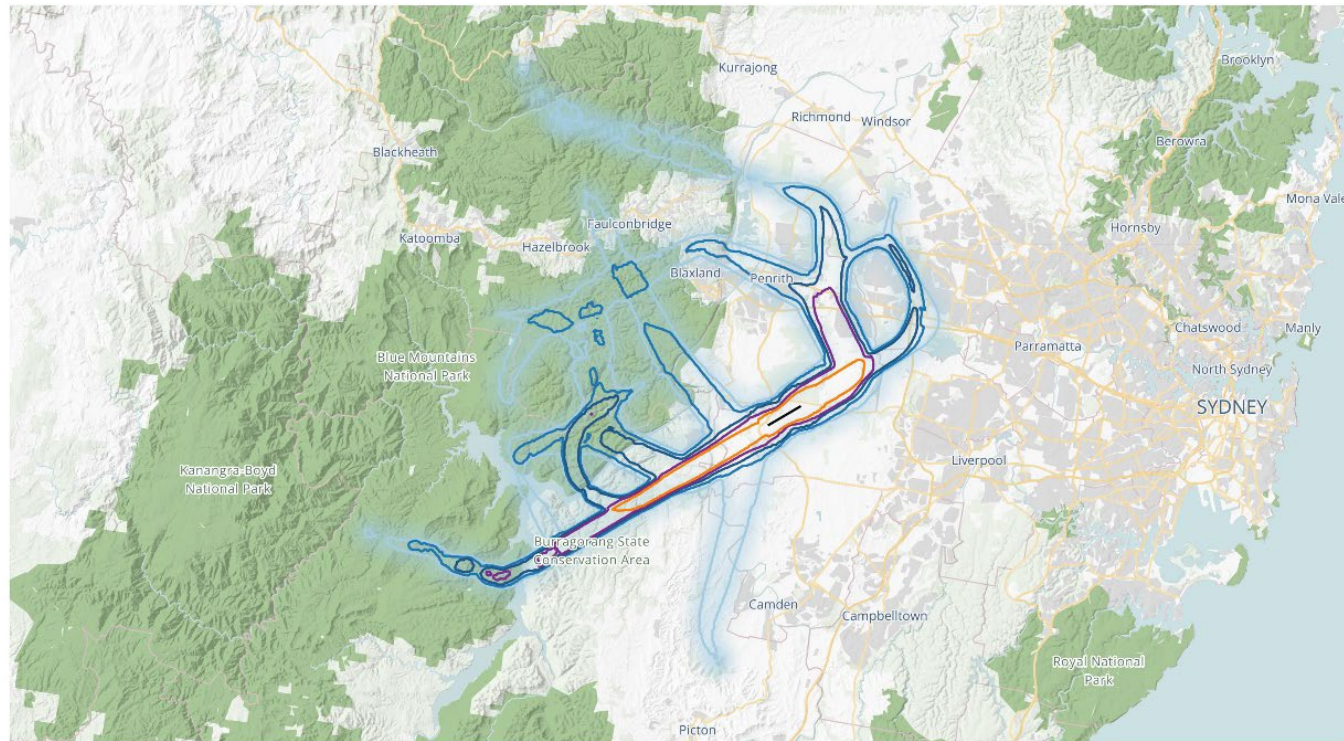 Brooklyn
Kurrajong
Richmond
Windsor
Berowra
Blackheath
Mona Vale
Faulconbridge
Hornsby
Katoomba
Hazelbrook
Blaxland
Penrith
Chatswood
Manly
Parramatta
Blue Mountains
National Park
North Sydney
SYDNEY
Liverpool
Kanangra-Boyd
National Park
Burragorang State
Conservation Area
Camden
Campbelltown
Royal National
Park
Picton